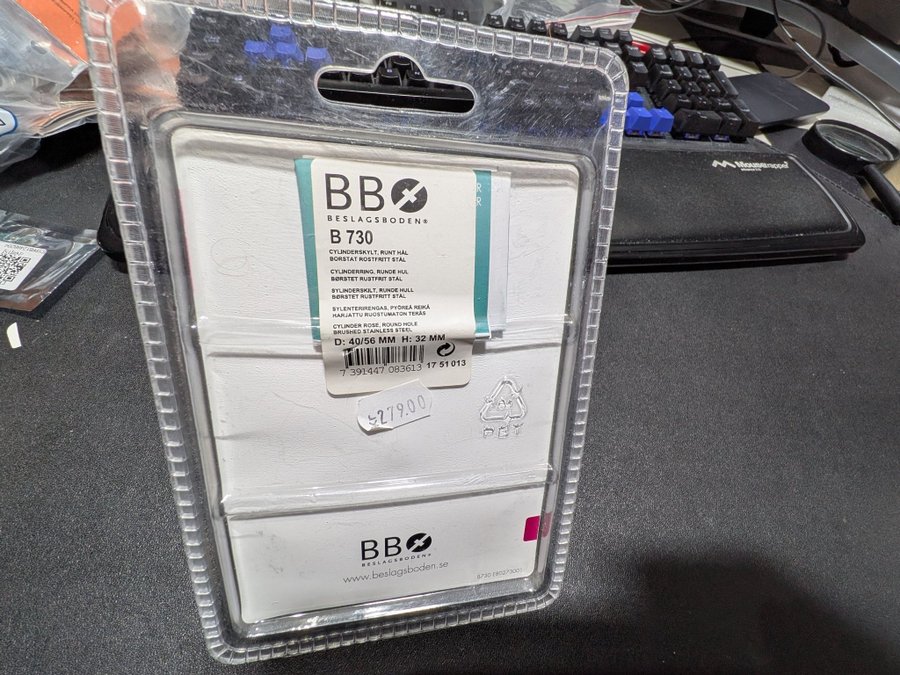 BB
BESLAGSBODEN®
B 730
CYLINDERSKYLT, RUNT HÅL
BORSTAT ROSTFRITT STÅL
CYLINDERRING, RUNDE HUL
BØRSTET RUSTFRIT STÅL
SYLINDERSKILT, RUNDE HULL
BØRSTET RUSTFRITT STÅL
SYLENTERIRENGAS, PYÖREÄ REIKÄ
HARJATTU RUOSTUMATON TERÄS
CYLINDER ROSE, ROUND HOLE
BRUSHED STAINLESS STEEL
D: 40/56 MM H: 32 MM
7 391447 083613 17 51 013
279.00
PET
BB
BESLAGSBODEN®
www.beslagsboden.se
Mousetrapper